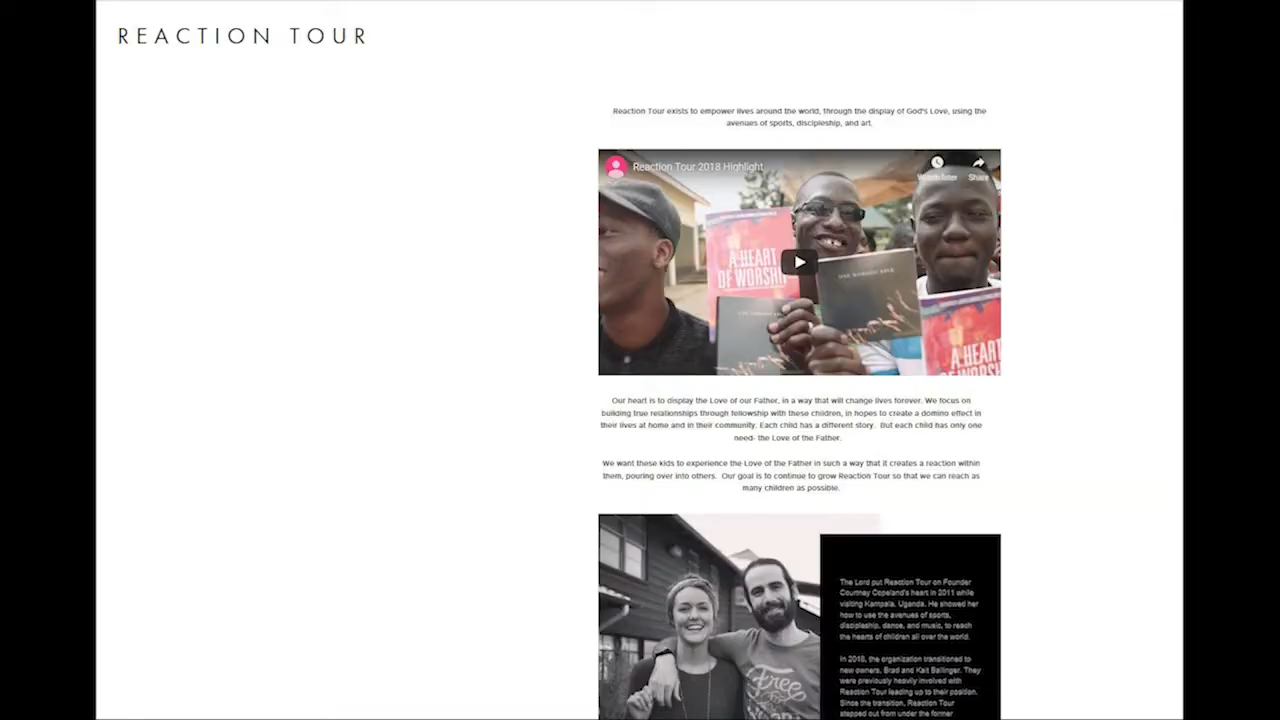 REACTION TOUR
Reaction Tour exists to empower lives around the world, through the display of God's Love, using the
avenues of sports, discipleship, and art.
Reaction Tour 2018 Highlight
Watch later
Share
A HEART
OF WORSHIP
ONE WORSHIP
A HEART
OF WORSHIP
Our heart is to display the Love of our Father, in a way that will change lives forever. We focus on
building true relationships through fellowship with these children, in hopes to create a domino effect in
their lives at home and in their community. Each child has a different story. But each child has only one
need- the Love of the Father.
We want these kids to experience the Love of the Father in such a way that it creates a reaction within
them, pouring over into others. Our goal is to continue to grow Reaction Tour so that we can reach as
many children as possible.
The Lord put Reaction Tour on Founder
Courtney Copeland's heart in 2011 while
visiting Kampala, Uganda. He showed her
how to use the avenues of sports,
discipleship, dance, and music, to reach
the hearts of children all over the world.
In 2018, the organization transitioned to
new owners, Brad and Kait Ballinger. They
were previously heavily involved with
Reaction Tour leading up to their position.
Since the transition, Reaction Tour
stepped out from under the former
Free